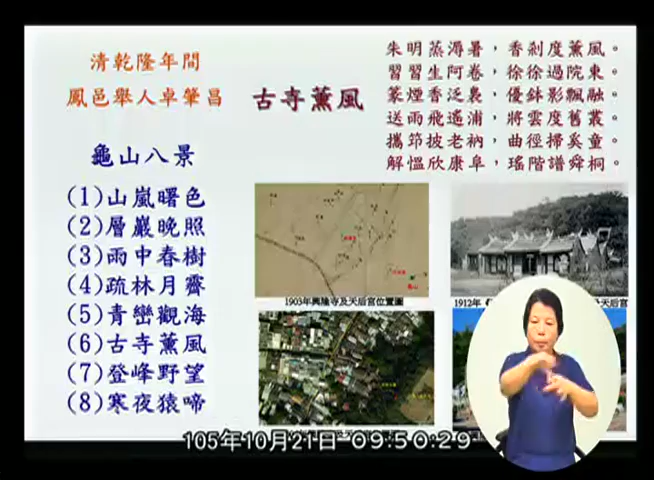 清乾隆年間
鳳邑舉人卓肇昌
古寺薰風
朱明蒸溽暑，香剎度薰風。
習習生阿卷，徐徐過院東。
篆煙香泛裊，優鉢影飄融。
送雨飛遙浦，將雲度舊叢。
攜笻披老衲，曲徑掃奚童。
解慍欣康阜，瑤階譜舜桐。
龜山八景
(1)山嵐曙色
(2)層巖晚照
(3)雨中春樹
(4)疏林月霽
(5)青巒觀海
(6)古寺薰風
(7)登峰野望
(8)寒夜猿啼
1903年興隆寺及天后宮位置圖
1912年
及天后宮
105年10月21日 09:50:29